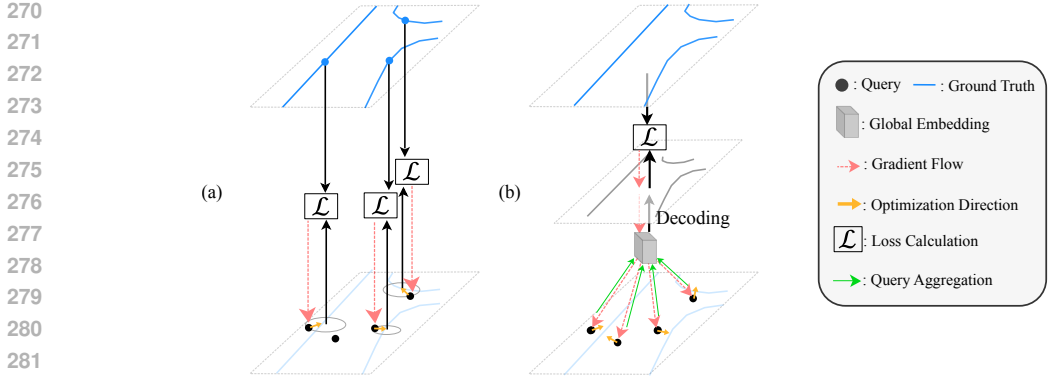 270
271
272
273
274
275
276
277
278
279
280
281
(a)
ℒ
ℒ
ℒ
(b)
ℒ
Decoding
: Query
: Ground Truth
: Global Embedding
: Gradient Flow
: Optimization Direction
ℒ : Loss Calculation
: Query Aggregation